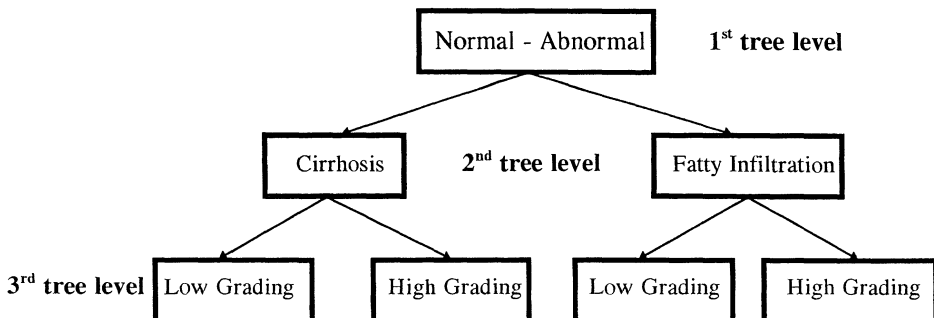 Normal - Abnormal
1st tree level
Cirrhosis
2nd tree level
Fatty Infiltration
3rd tree level
Low Grading
High Grading
Low Grading
High Grading